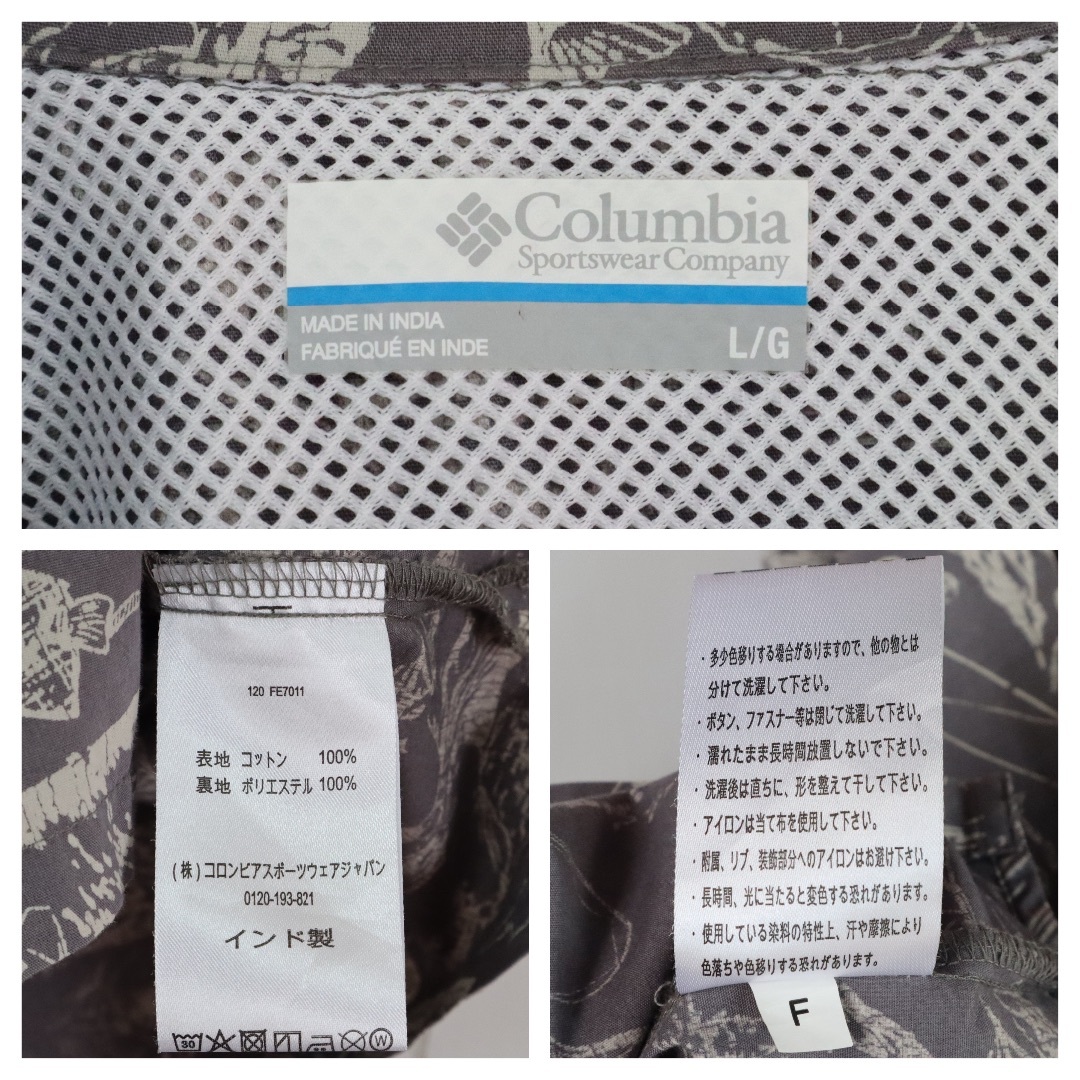 Columbia
Sportswear Company
MADE IN INDIA
FABRIQUÉ EN INDE
L/G
120 FE7011
表地 コットン 100%
裏地 ポリエステル 100%
(株)コロンビアスポーツウェアジャパン
0120-193-821
インド製
30
W
・多少色移りする場合がありますので、他の物とは
分けて洗濯して下さい。
・ボタン、ファスナー等は閉じて洗濯して下さい。
・濡れたまま長時間放置しないで下さい。
・洗濯後は直ちに、形を整えて干して下さい。
・アイロンは当て布を使用して下さい。
・附属、リブ、装飾部分へのアイロンはお避け下さい。
・長時間、光に当たると変色する恐れがあります。
・使用している染料の特性上、汗や摩擦により
色落ちや色移りする恐れがあります。
F